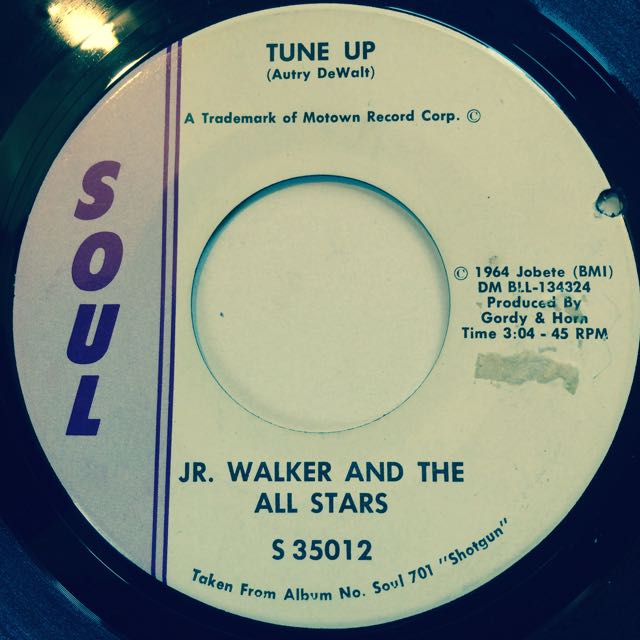 TUNE UP
(Autry DeWalt)
A Trademark of Motown Record Corp. ©
SOUL
© 1964 Jobete (BMI)
DM BLL-134324
Produced By
Gordy & Horn
Time 3:04 - 45 RPM
JR. WALKER AND THE
ALL STARS
S 35012
Taken From Album No. Soul 701 "Shotgun"